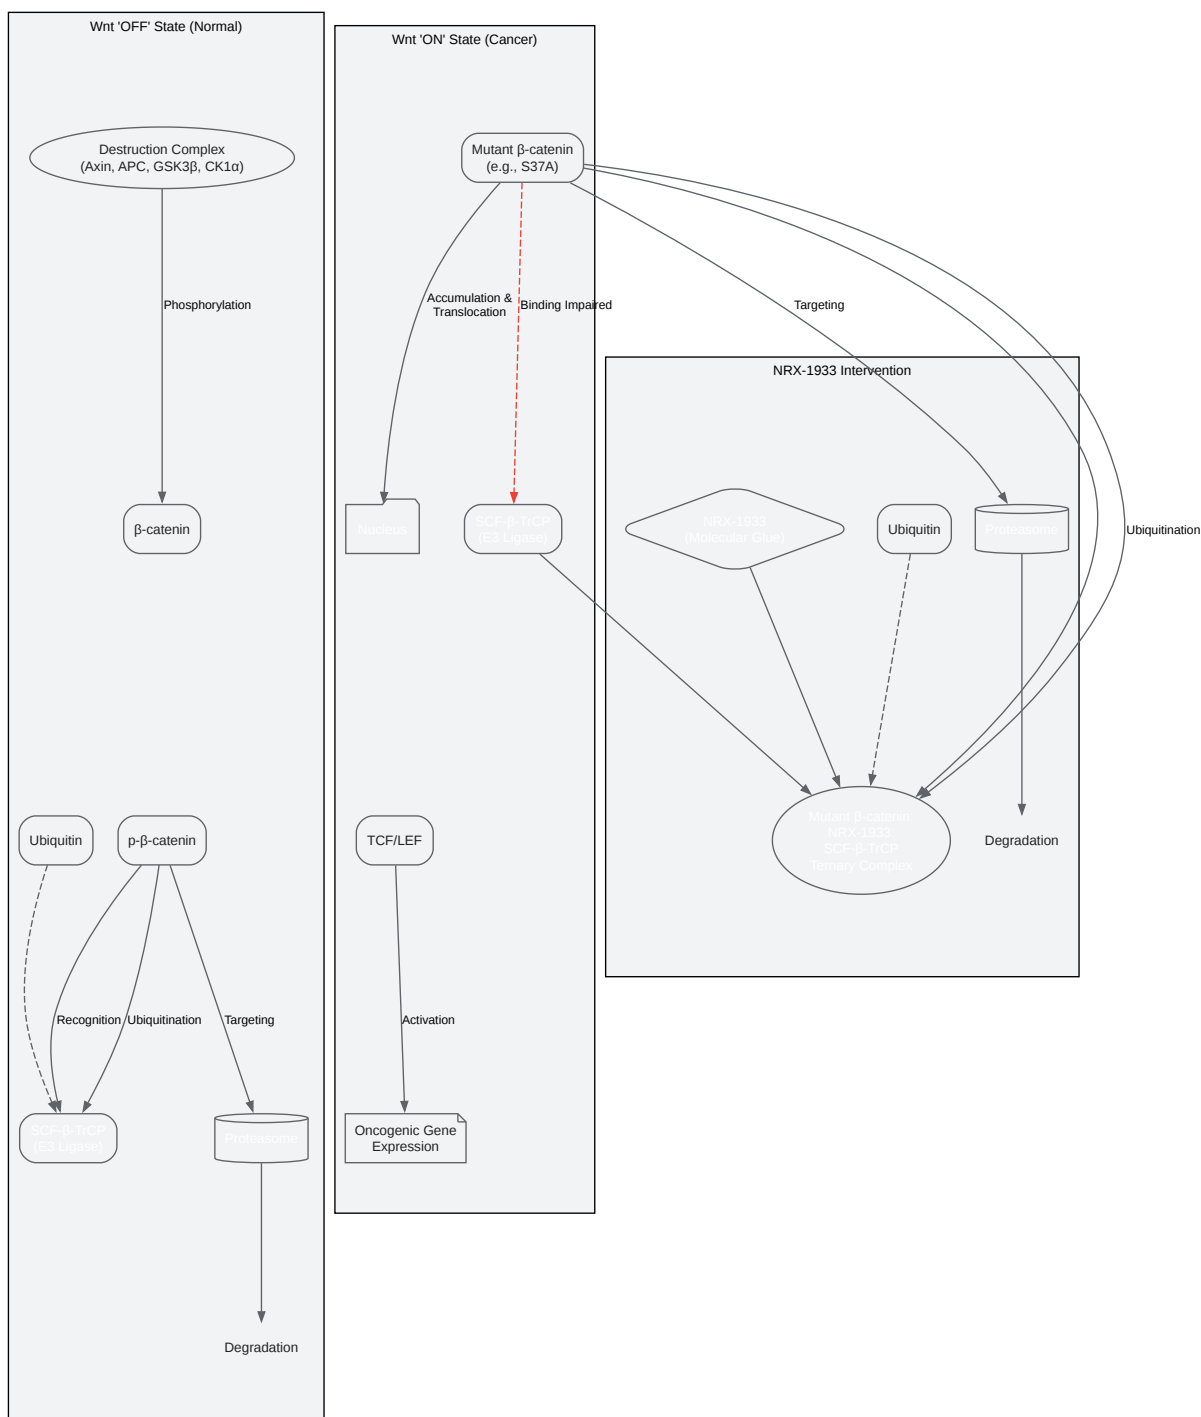 Wnt 'OFF' State (Normal)
Destruction Complex
(Axin, APC, GSK3β, CK1α)
Phosphorylation
β-catenin
Ubiquitin
p-β-catenin
Recognition
Ubiquitination
Targeting
SCF-β-TrCP
(E3 Ligase)
Proteasome
Degradation
Wnt 'ON' State (Cancer)
Mutant β-catenin
(e.g., S37A)
Accumulation &
Translocation
Binding Impaired
Nucleus
SCF-β-TrCP
(E3 Ligase)
TCF/LEF
Activation
Oncogenic Gene
Expression
Targeting
NRX-1933 Intervention
NRX-1933
(Molecular Glue)
Ubiquitin
Proteasome
Ubiquitination
Mutant β-catenin:
NRX-1933:
SCF-β-TrCP
Ternary Complex
Degradation